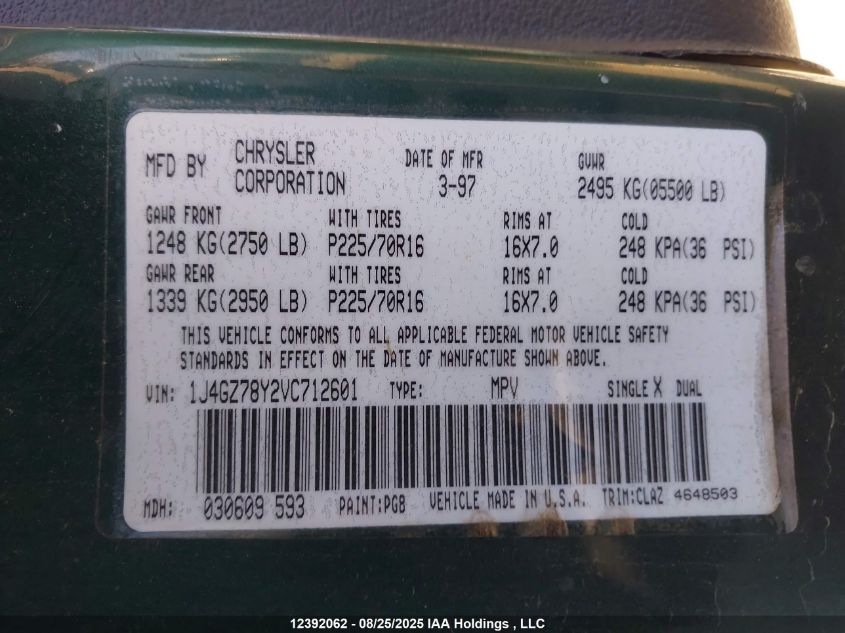 MFD BY CHRYSLER CORPORATION DATE OF MFR 3-97 GVWR 2495 KG(05500 LB)
GAWR FRONT WITH TIRES RIMS AT COLD
1248 KG(2750 LB) P225/70R16 16X7.0 248 KPA(36 PSI)
GAWR REAR WITH TIRES RIMS AT COLD
1339 KG(2950 LB) P225/70R16 16X7.0 248 KPA(36 PSI)
THIS VEHICLE CONFORMS TO ALL APPLICABLE FEDERAL MOTOR VEHICLE SAFETY
STANDARDS IN EFFECT ON THE DATE OF MANUFACTURE SHOWN ABOVE.
VIN: 1J4GZ78Y2VC712601 TYPE: MPV SINGLE X DUAL
MDH: 030609 593 PAINT:PGB VEHICLE MADE IN U.S.A. TRIM:CLAZ 4648503
12392062 - 08/25/2025 IAA Holdings , LLC